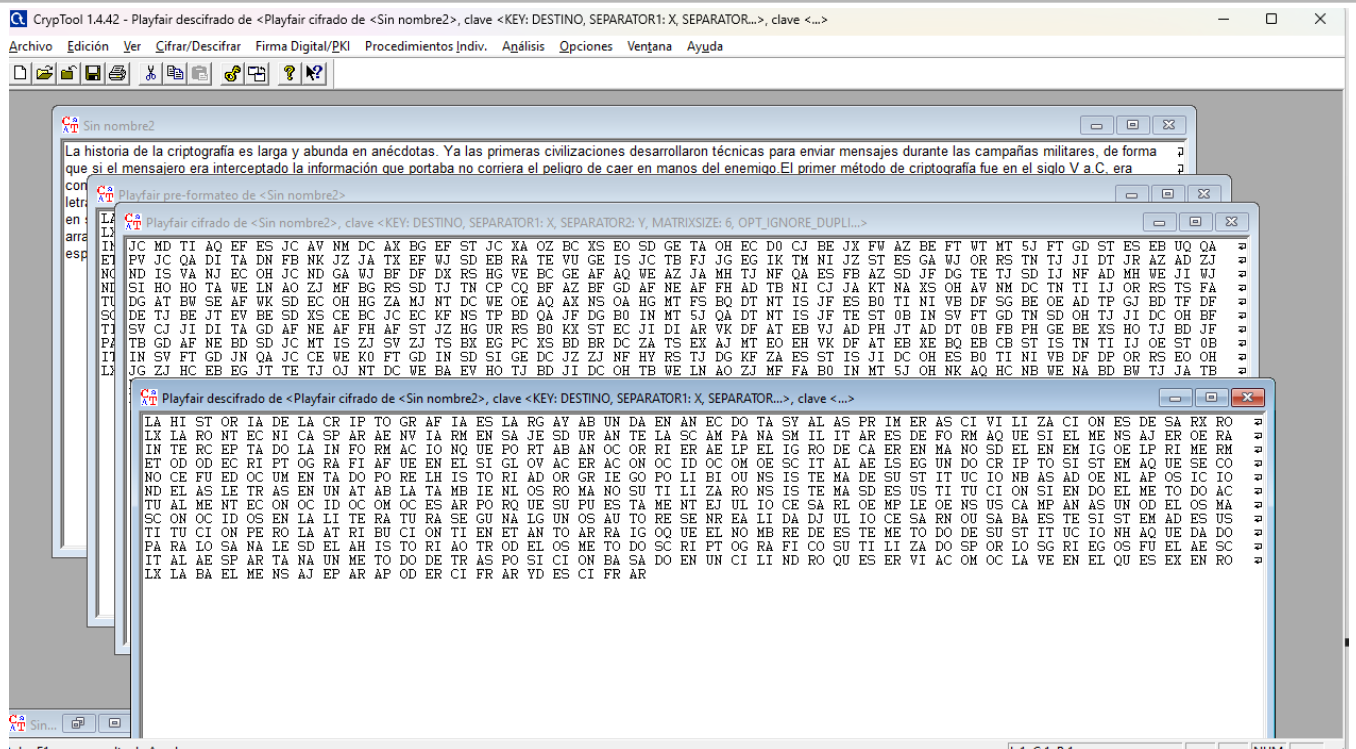 CrypTool 1.4.42 - Playfair descifrado de <Playfair cifrado de <Sin nombre2>, clave <KEY: DESTINO, SEPARATOR1: X, SEPARATOR...>, clave <...>
Archivo Edición Ver Cifrar/Descifrar Firma Digital/PKI Procedimientos Indiv. Análisis Opciones Ventana Ayuda
Sin nombre2
La historia de la criptografía es larga y abunda en anécdotas. Ya las primeras civilizaciones desarrollaron técnicas para enviar mensajes durante las campañas militares, de forma
que si el mensajero era interceptado la información que portaba no corriera el peligro de caer en manos del enemigo.El primer método de criptografía fue en el siglo V a.C, era
con
letra
en s
arra
esp
Playfair pre-formateo de <Sin nombre2>
Playfair cifrado de <Sin nombre2>, clave <KEY: DESTINO, SEPARATOR1: X, SEPARATOR2: Y, MATRIXSIZE: 6, OPT_IGNORE_DUPLI...>
JC MD TI AQ EF ES JC AV NM DC AX BG EF ST JC XA OZ BC XS EO SD GE TA OH EC D0 CJ BE JX FW AZ BE FT WT MT 5J FT GD ST ES EB UQ QA
PV JC QA DI TA DN FB NK JZ JA TX EF WJ SD EB RA TE VU GE IS JC TB FJ JG EG IK TM NI JZ ST ES GA WJ OR RS TN TJ JI DT JR AZ AD ZJ
ND IS VA NJ EC OH JC ND GA WJ BF DF DX RS HG VE BC GE AF AQ WE AZ JA MH TJ NF QA ES FB AZ SD JF DG TE TJ SD IJ NF AD MH WE JI WJ
SI HO HO TA WE LN AO ZJ MF BG RS SD TJ TN CP CQ BF AZ BF GD AF NE AF FH AD TB NI CJ JA KT NA XS OH AV NM DC TN TI IJ OR RS TS FA
DG AT BW SE AF WK SD EC OH HG ZA MJ NT DC WE OE AQ AX NS OA HG MT FS BQ DT NT IS JF ES B0 TI NI VB DF SG BE OE AD TP GJ BD TF DF
DE TJ BE JT EV BE SD XS CE BC JC EC KF NS TP BD QA JF DG B0 IN MT 5J QA DT NT IS JF TE ST 0B IN SV FT GD TN SD OH TJ JI DC OH BF
SV CJ JI DI TA GD AF NE AF FH AF ST JZ HG UR RS B0 KX ST EC JI DI AR VK DF AT EB VJ AD PH JT AD DT 0B FB PH GE BE XS HO TJ BD JF
TB GD AF NE BD SD JC MT IS ZJ SV ZJ TS BX EG PC XS BD BR DC ZA TS EX AJ MT EO EH VK DF AT EB XE BQ EB CB ST IS TN TI IJ OE ST 0B
IN SV FT GD JN QA JC CE WE K0 FT GD IN SD SI GE DC JZ ZJ NF HY RS TJ DG KF ZA ES ST IS JI DC OH ES B0 TI NI VB DF DP OR RS EO OH
JG ZJ HC EB EG JT TE TJ OJ NT DC WE BA EV HO TJ BD JI DC OH TB WE LN AO ZJ MF FA B0 IN MT 5J OH NK AQ HC NB WE NA BD BW TJ JA TB
Playfair descifrado de <Playfair cifrado de <Sin nombre2>, clave <KEY: DESTINO, SEPARATOR1: X, SEPARATOR...>, clave <...>
LA HI ST OR IA DE LA CR IP TO GR AF IA ES LA RG AY AB UN DA EN AN EC DO TA SY AL AS PR IM ER AS CI VI LI ZA CI ON ES DE SA RX RO
LX LA RO NT EC NI CA SP AR AE NV IA RM EN SA JE SD UR AN TE LA SC AM PA NA SM IL IT AR ES DE FO RM AQ UE SI EL ME NS AJ ER OE RA
IN TE RC EP TA DO LA IN FO RM AC IO NQ UE PO RT AB AN OC OR RI ER AE LP EL IG RO DE CA ER EN MA NO SD EL EN EM IG OE LP RI ME RM
ET OD OD EC RI PT OG RA FI AF UE EN EL SI GL OV AC ER AC ON OC ID OC OM OE SC IT AL AE LS EG UN DO CR IP TO SI ST EM AQ UE SE CO
NO CE FU ED OC UM EN TA DO PO RE LH IS TO RI AD OR GR IE GO PO LI BI OU NS IS TE MA DE SU ST IT UC IO NB AS AD OE NL AP OS IC IO
ND EL AS LE TR AS EN UN AT AB LA TA MB IE NL OS RO MA NO SU TI LI ZA RO NS IS TE MA SD ES US TI TU CI ON SI EN DO EL ME TO DO AC
TU AL ME NT EC ON OC ID OC OM OC ES AR PO RQ UE SU PU ES TA ME NT EJ UL IO CE SA RL OE MP LE OE NS US CA MP AN AS UN OD EL OS MA
SC ON OC ID OS EN LA LI TE RA TU RA SE GU NA LG UN OS AU TO RE SE NR EA LI DA DJ UL IO CE SA RN OU SA BA ES TE SI ST EM AD ES US
TI TU CI ON PE RO LA AT RI BU CI ON TI EN ET AN TO AR RA IG OQ UE EL NO MB RE DE ES TE ME TO DO DE SU ST IT UC IO NH AQ UE DA DO
PA RA LO SA NA LE SD EL AH IS TO RI AO TR OD EL OS ME TO DO SC RI PT OG RA FI CO SU TI LI ZA DO SP OR LO SG RI EG OS FU EL AE SC
IT AL AE SP AR TA NA UN ME TO DO DE TR AS PO SI CI ON BA SA DO EN UN CI LI ND RO QU ES ER VI AC OM OC LA VE EN EL QU ES EX EN RO
LX LA BA EL ME NS AJ EP AR AP OD ER CI FR AR YD ES CI FR AR
Sin...